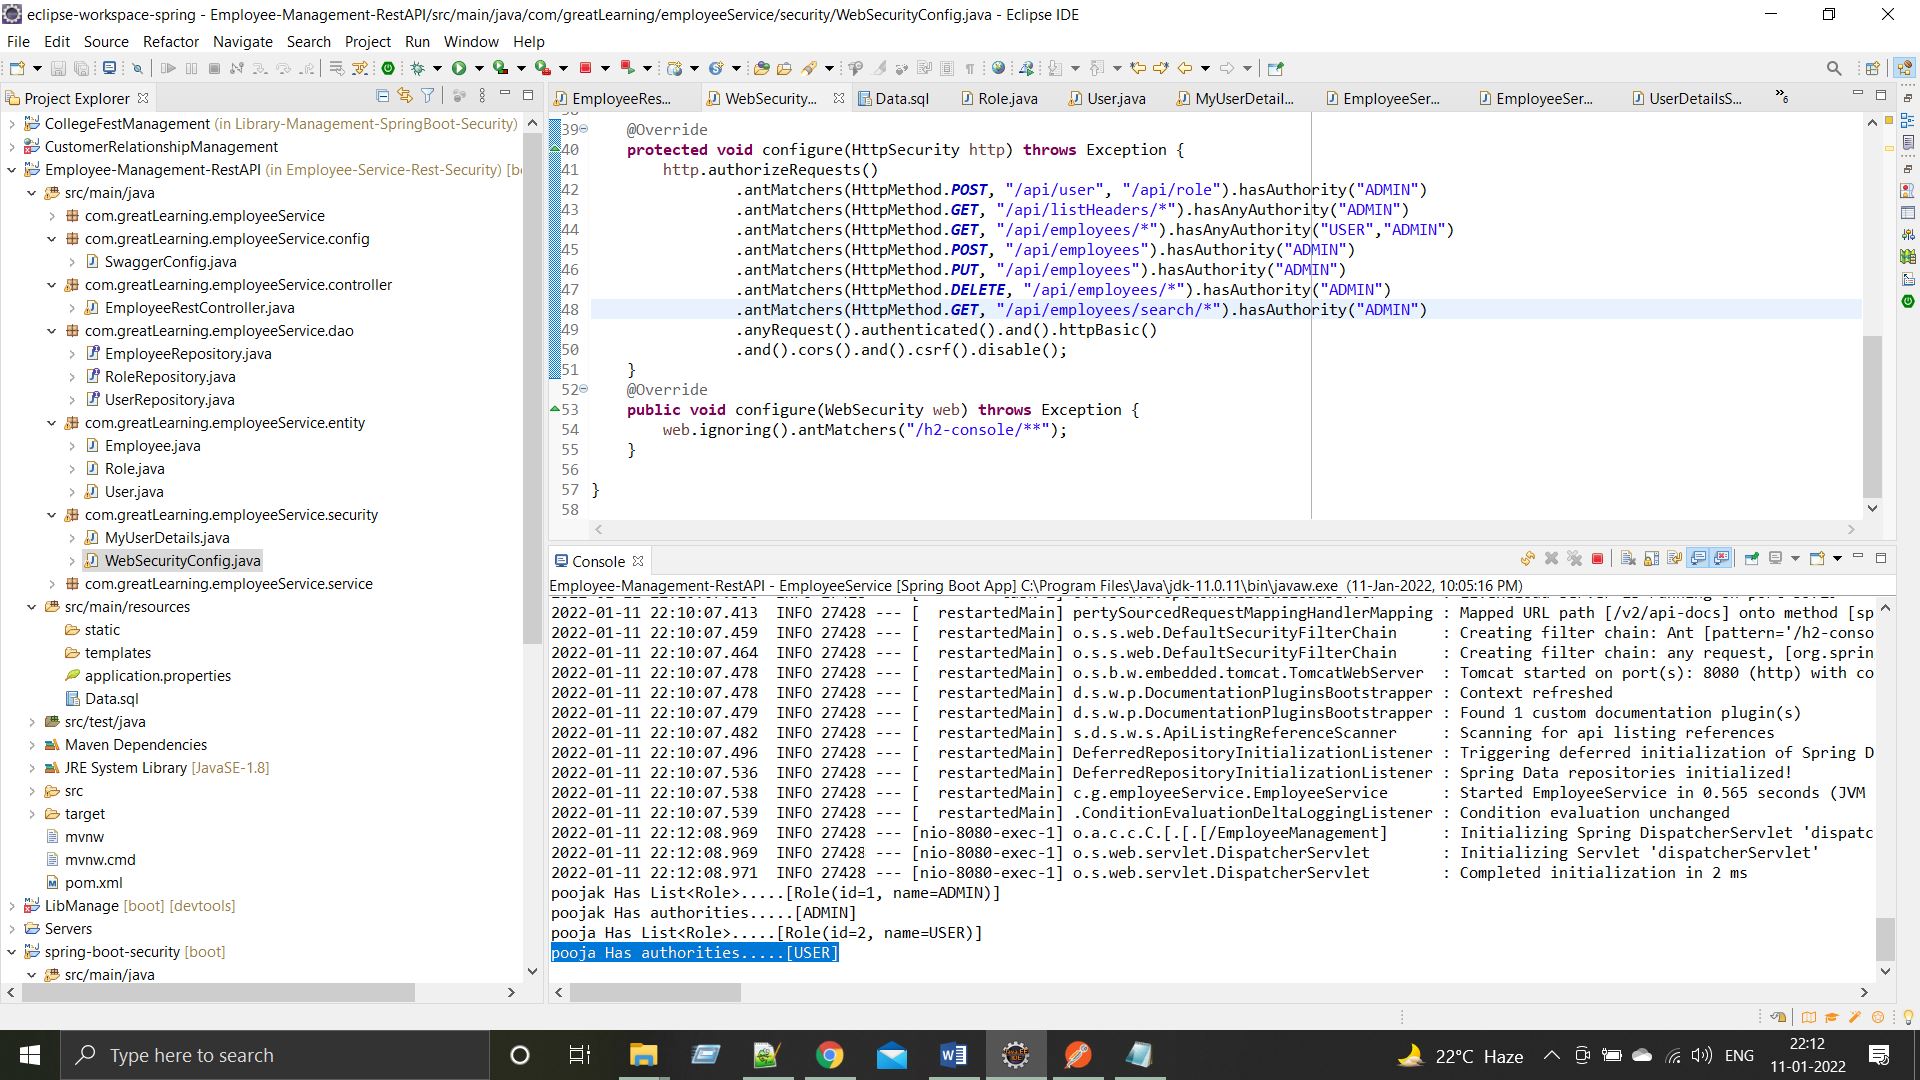 eclipse-workspace-spring - Employee-Management-RestAPI/src/main/java/com/greatLearning/employeeService/security/WebSecurityConfig.java - Eclipse IDE
File Edit Source Refactor Navigate Search Project Run Window Help
Project Explorer
CollegeFestManagement (in Library-Management-SpringBoot-Security)
CustomerRelationshipManagement
Employee-Management-RestAPI (in Employee-Service-Rest-Security) [b
src/main/java
com.greatLearning.employeeService
com.greatLearning.employeeService.config
SwaggerConfig.java
com.greatLearning.employeeService.controller
EmployeeRestController.java
com.greatLearning.employeeService.dao
EmployeeRepository.java
RoleRepository.java
UserRepository.java
com.greatLearning.employeeService.entity
Employee.java
Role.java
User.java
com.greatLearning.employeeService.security
MyUserDetails.java
WebSecurityConfig.java
com.greatLearning.employeeService.service
src/main/resources
static
templates
application.properties
Data.sql
src/test/java
Maven Dependencies
JRE System Library [JavaSE-1.8]
src
target
mvnw
mvnw.cmd
pom.xml
LibManage [boot] [devtools]
Servers
spring-boot-security [boot]
src/main/java
EmployeeRes... WebSecurity... Data.sql Role.java User.java MyUserDetail... EmployeeSer... EmployeeSer... UserDetailsS... »6
39 @Override
40 protected void configure(HttpSecurity http) throws Exception {
41 http.authorizeRequests()
42 .antMatchers(HttpMethod.POST, "/api/user", "/api/role").hasAuthority("ADMIN")
43 .antMatchers(HttpMethod.GET, "/api/listHeaders/*").hasAnyAuthority("ADMIN")
44 .antMatchers(HttpMethod.GET, "/api/employees/*").hasAnyAuthority("USER","ADMIN")
45 .antMatchers(HttpMethod.POST, "/api/employees").hasAuthority("ADMIN")
46 .antMatchers(HttpMethod.PUT, "/api/employees").hasAuthority("ADMIN")
47 .antMatchers(HttpMethod.DELETE, "/api/employees/*").hasAuthority("ADMIN")
48 .antMatchers(HttpMethod.GET, "/api/employees/search/*").hasAuthority("ADMIN")
49 .anyRequest().authenticated().and().httpBasic()
50 .and().cors().and().csrf().disable();
51 }
52 @Override
53 public void configure(WebSecurity web) throws Exception {
54 web.ignoring().antMatchers("/h2-console/**");
55 }
56
57 }
58
Console
Employee-Management-RestAPI - EmployeeService [Spring Boot App] C:\Program Files\Java\jdk-11.0.11\bin\javaw.exe (11-Jan-2022, 10:05:16 PM)
2022-01-11 22:10:07.413 INFO 27428 --- [ restartedMain] pertySourcedRequestMappingHandlerMapping : Mapped URL path [/v2/api-docs] onto method [sp
2022-01-11 22:10:07.459 INFO 27428 --- [ restartedMain] o.s.s.web.DefaultSecurityFilterChain : Creating filter chain: Ant [pattern='/h2-conso
2022-01-11 22:10:07.464 INFO 27428 --- [ restartedMain] o.s.s.web.DefaultSecurityFilterChain : Creating filter chain: any request, [org.sprin
2022-01-11 22:10:07.478 INFO 27428 --- [ restartedMain] o.s.b.w.embedded.tomcat.TomcatWebServer : Tomcat started on port(s): 8080 (http) with co
2022-01-11 22:10:07.478 INFO 27428 --- [ restartedMain] d.s.w.p.DocumentationPluginsBootstrapper : Context refreshed
2022-01-11 22:10:07.479 INFO 27428 --- [ restartedMain] d.s.w.p.DocumentationPluginsBootstrapper : Found 1 custom documentation plugin(s)
2022-01-11 22:10:07.482 INFO 27428 --- [ restartedMain] s.d.s.w.s.ApiListingReferenceScanner : Scanning for api listing references
2022-01-11 22:10:07.496 INFO 27428 --- [ restartedMain] DeferredRepositoryInitializationListener : Triggering deferred initialization of Spring D
2022-01-11 22:10:07.536 INFO 27428 --- [ restartedMain] DeferredRepositoryInitializationListener : Spring Data repositories initialized!
2022-01-11 22:10:07.538 INFO 27428 --- [ restartedMain] c.g.employeeService.EmployeeService : Started EmployeeService in 0.565 seconds (JVM
2022-01-11 22:10:07.539 INFO 27428 --- [ restartedMain] .ConditionEvaluationDeltaLoggingListener : Condition evaluation unchanged
2022-01-11 22:12:08.969 INFO 27428 --- [nio-8080-exec-1] o.a.c.c.C.[.[.[/EmployeeManagement] : Initializing Spring DispatcherServlet 'dispatc
2022-01-11 22:12:08.969 INFO 27428 --- [nio-8080-exec-1] o.s.web.servlet.DispatcherServlet : Initializing Servlet 'dispatcherServlet'
2022-01-11 22:12:08.971 INFO 27428 --- [nio-8080-exec-1] o.s.web.servlet.DispatcherServlet : Completed initialization in 2 ms
poojak Has List<Role>.....[Role(id=1, name=ADMIN)]
poojak Has authorities.....[ADMIN]
pooja Has List<Role>.....[Role(id=2, name=USER)]
pooja Has authorities.....[USER]
Type here to search
22°C Haze
ENG
22:12
11-01-2022